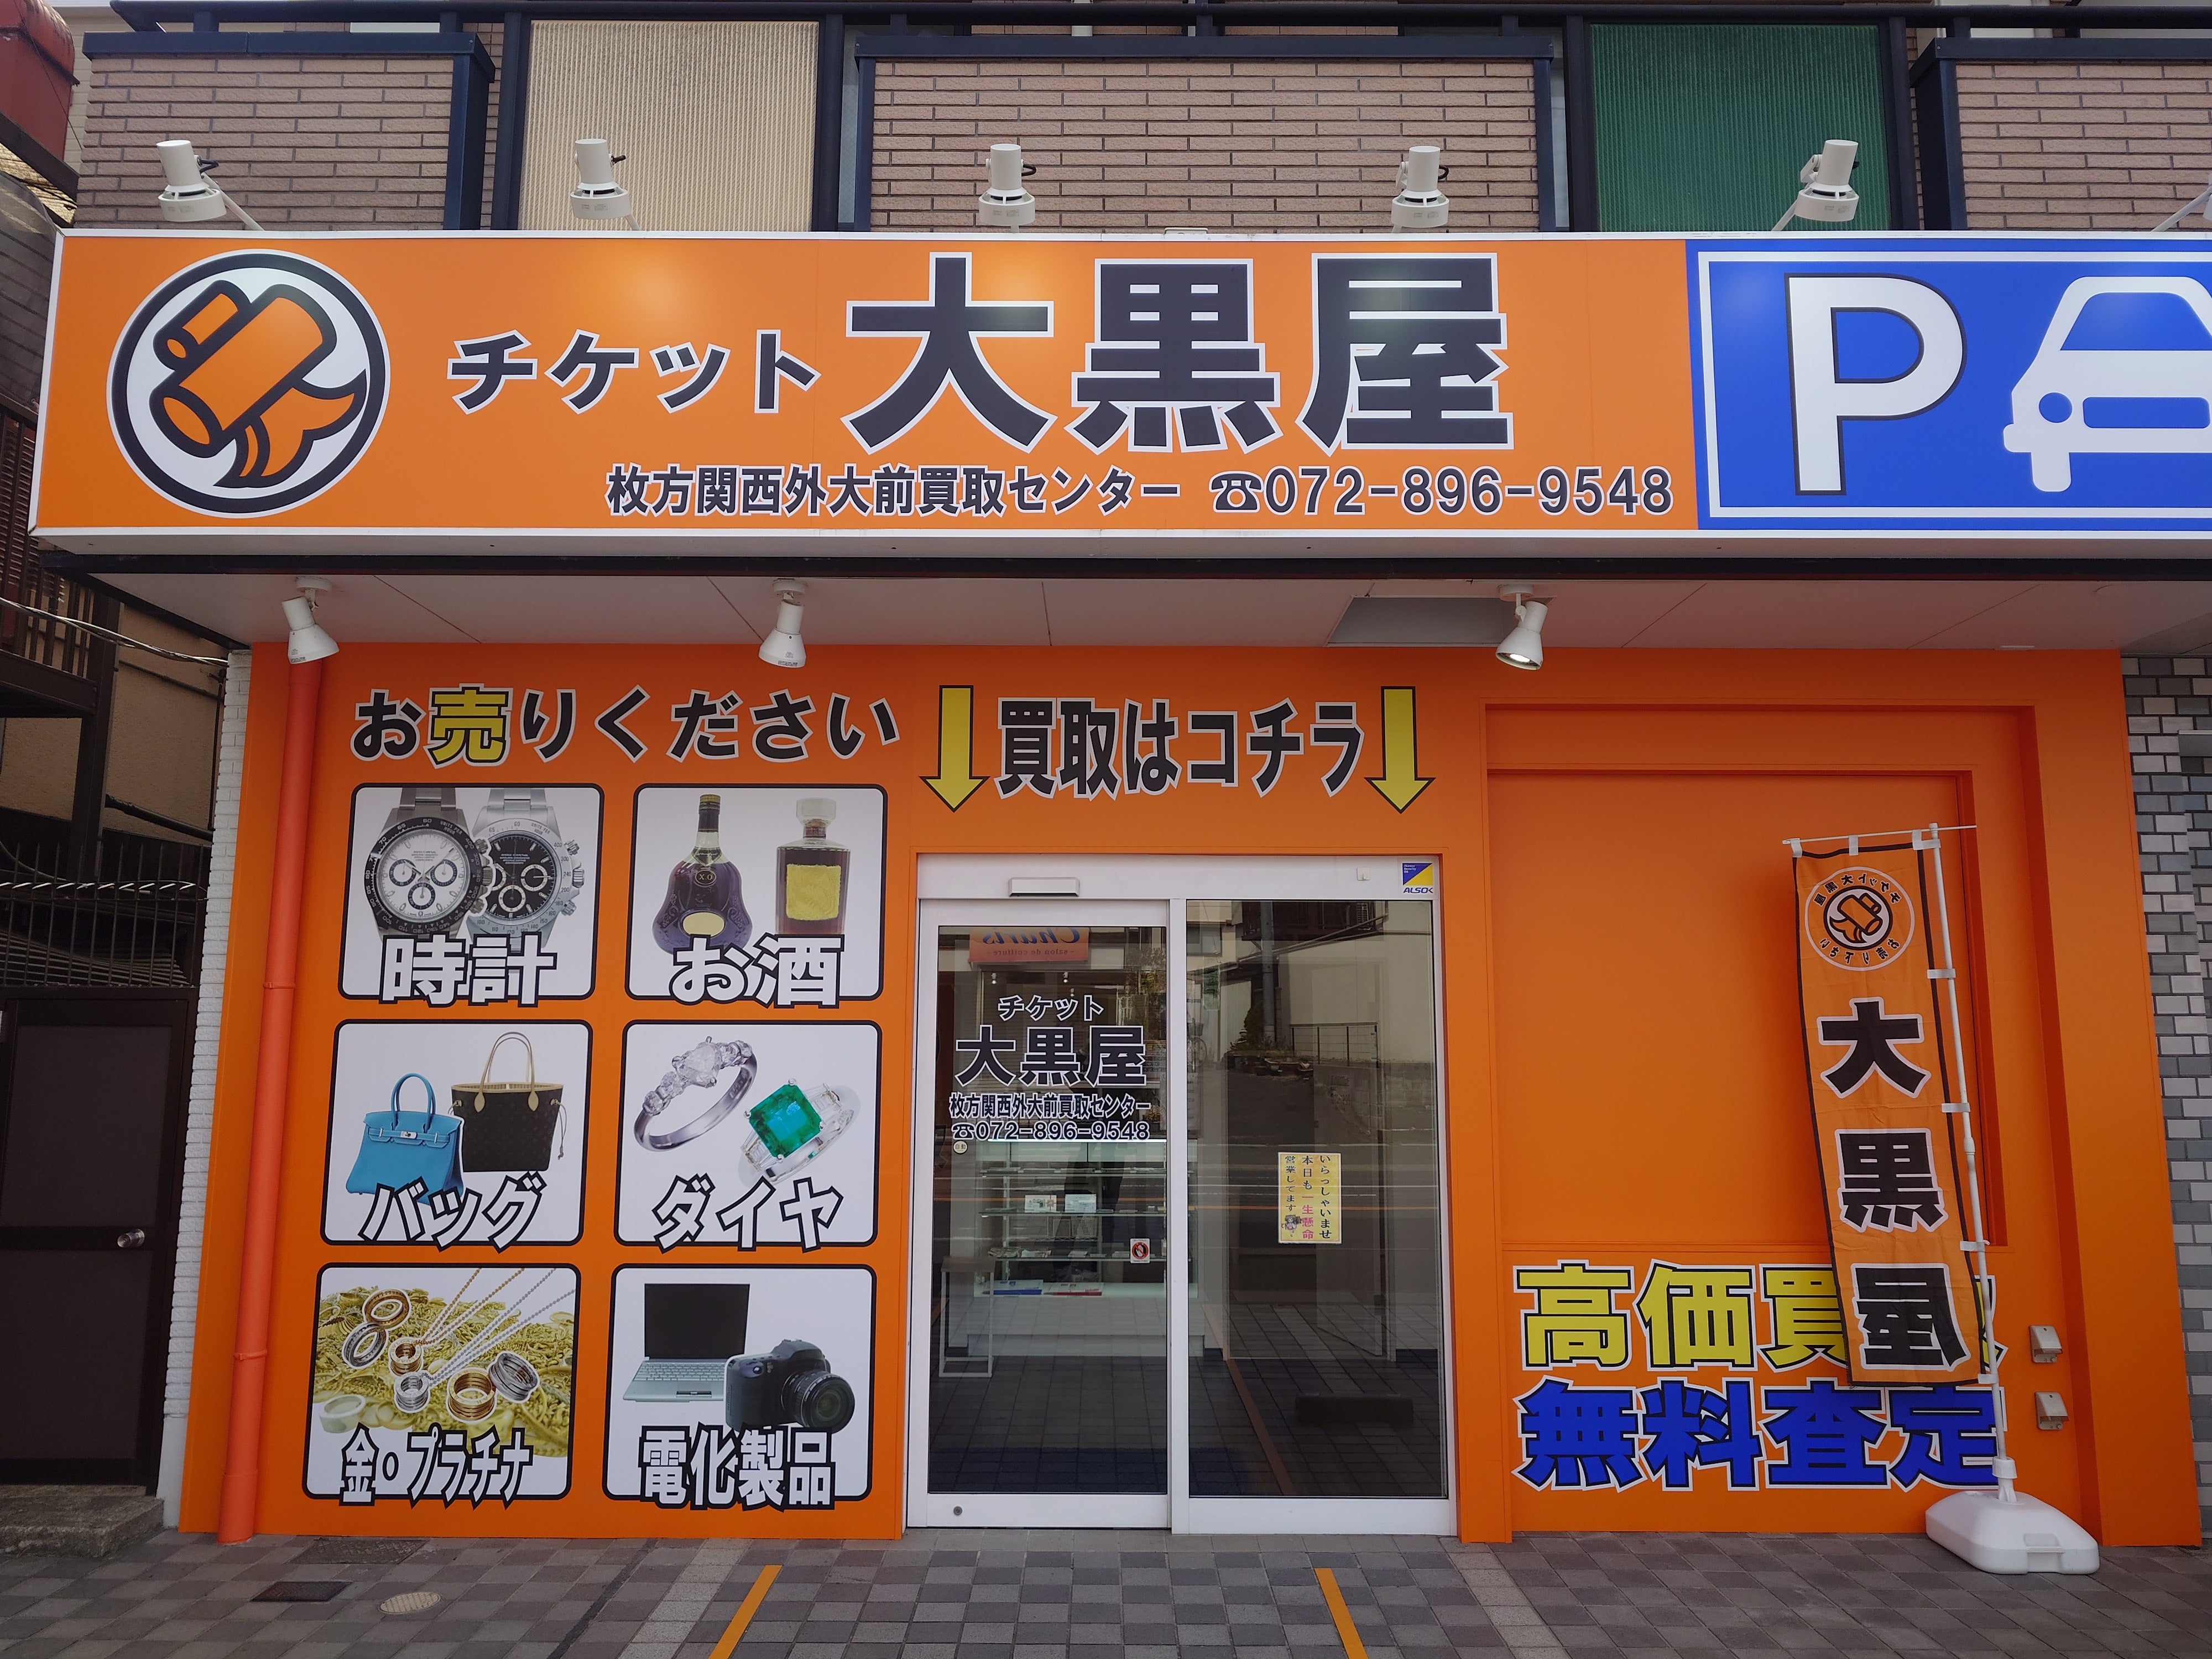 チケット大黒屋
枚方関西外大前買取センター ☎072-896-9548
P
お売りください
買取はコチラ
時計
お酒
バッグ
ダイヤ
金・プラチナ
電化製品
ALSOK
チケット
大黒屋
枚方関西外大前買取センター
☎072-896-9548
いらっしゃいませ
本日も一生懸命
営業してます
大黒屋
高価買
無料査定